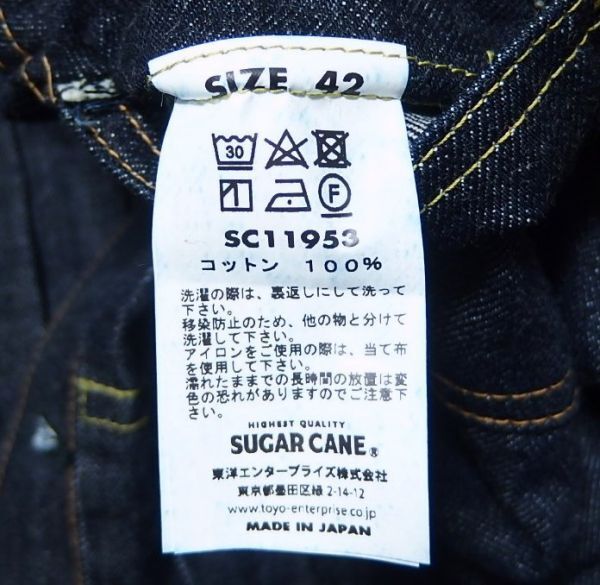 SIZE 42
30
F
SC11953
コットン 100%
洗濯の際は、裏返しにして洗って
下さい。
移染防止のため、他の物と分けて
洗濯して下さい。
アイロンをご使用の際は、当て布
を使用して下さい。
濡れたままでの長時間の放置は変
色の恐れがありますのでご注意下
さい。
HIGHEST QUALITY
SUGAR CANE®
東洋エンタープライズ株式会社
東京都墨田区緑2-14-12
www.toyo-enterprise.co.jp
MADE IN JAPAN